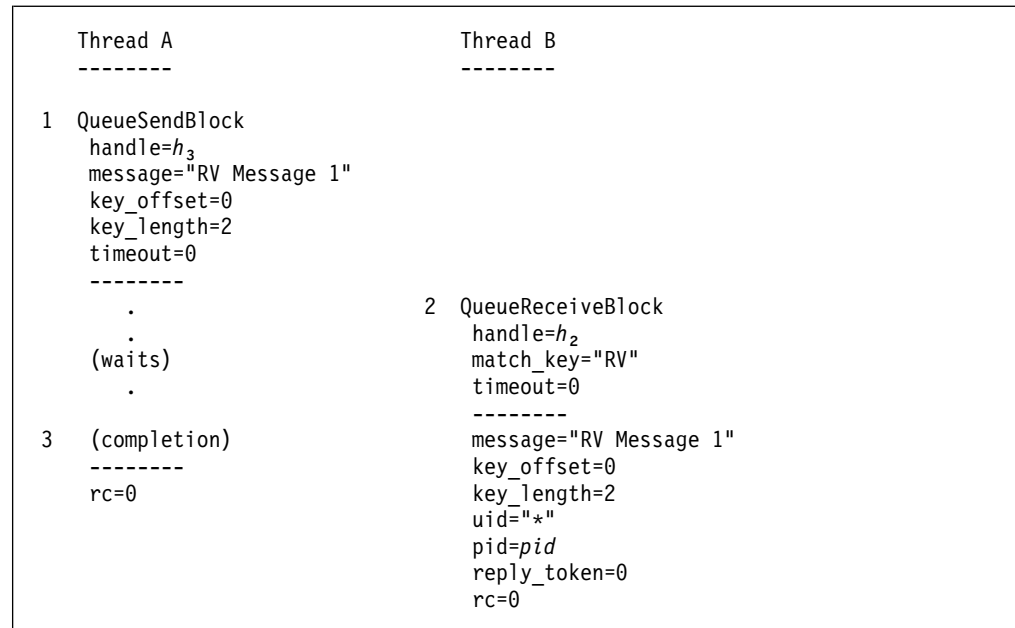 Thread A                                Thread B
--------                                --------
1  QueueSendBlock
handle=h₃
message="RV Message 1"
key_offset=0
key_length=2
timeout=0
--------
.                                2  QueueReceiveBlock
.                                handle=h₂
(waits)                                match_key="RV"
.                                timeout=0
--------
3  (completion)                                message="RV Message 1"
--------                                key_offset=0
rc=0                                key_length=2
uid="*"
pid=pid
reply_token=0
rc=0